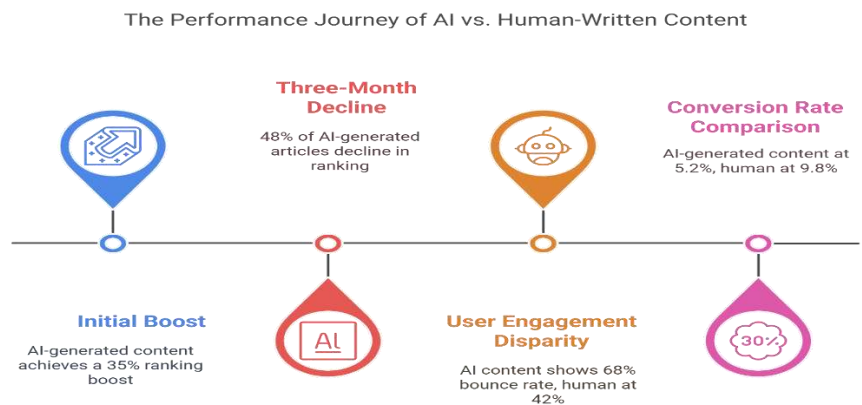 The Performance Journey of AI vs. Human-Written Content
Three-Month
Decline
48% of AI-generated
articles decline in
ranking
Conversion Rate
Comparison
AI-generated content at
5.2%, human at 9.8%
Initial Boost
AI-generated content
achieves a 35% ranking
boost
AI
User Engagement
Disparity
AI content shows 68%
bounce rate, human at
42%
30%